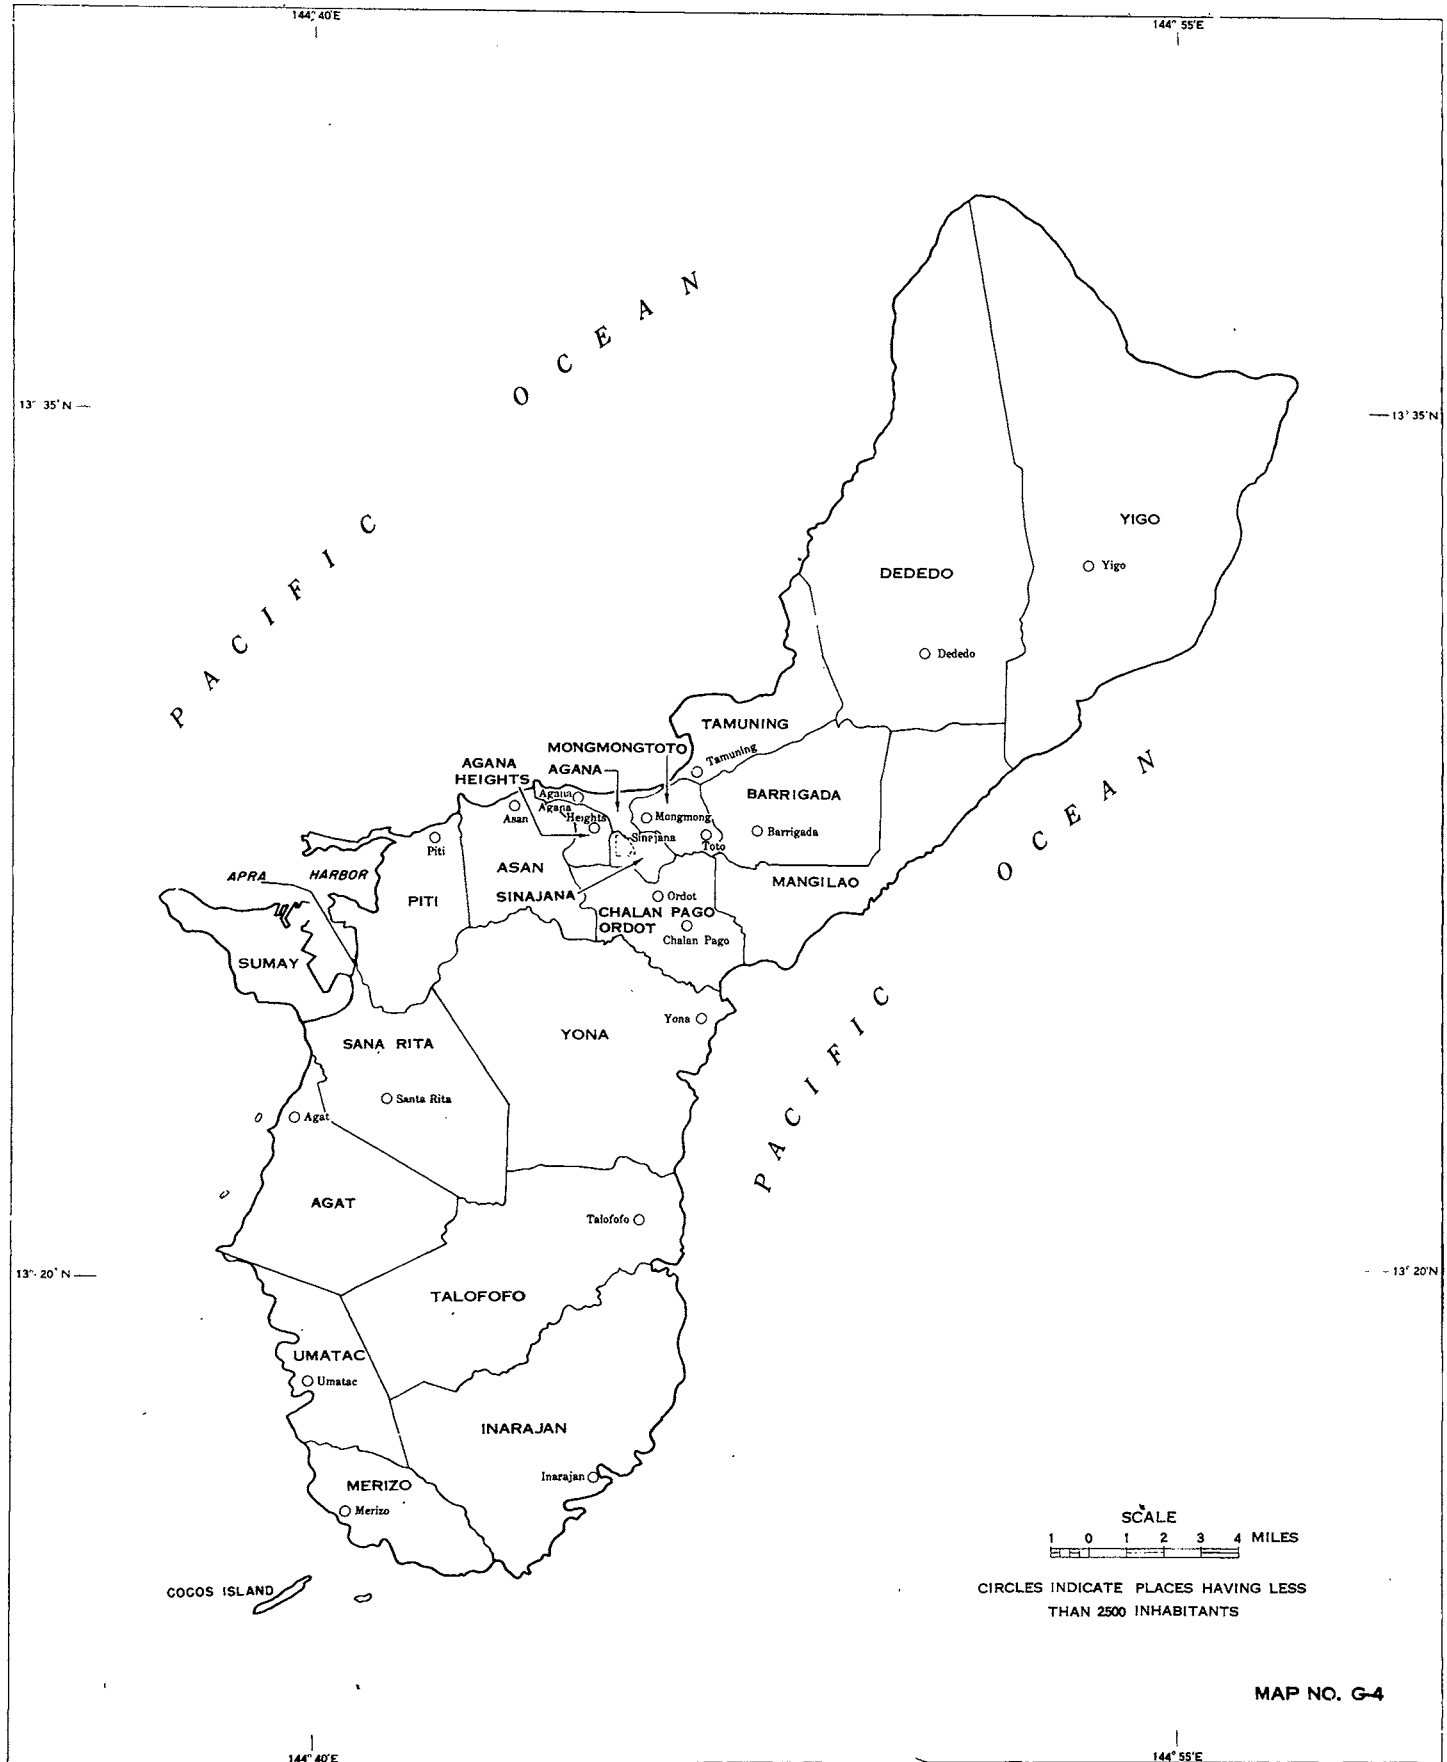 144° 40'E
144° 55'E
PACIFIC OCEAN
13° 35'N
13° 35'N
YIGO
Yigo
DEDEDO
Dededo
TAMUNING
Tamuning
MONGMONGTOTO
AGANA
AGANA
HEIGHTS
Agana
Agana
Heights
Asan
Mongmong
Sinajana
Toto
BARRIGADA
Barrigada
Piti
ASAN
MANGILAO
APRA HARBOR
PITI
SINAJANA
Ordot
CHALAN PAGO
ORDOT
Chalan Pago
SUMAY
PACIFIC OCEAN
Yona
YONA
SANA RITA
Santa Rita
Agat
AGAT
Talofofo
13° 20'N
13° 20'N
TALOFOFO
UMATAC
Umatac
INARAJAN
Inarajan
MERIZO
Merizo
COCOS ISLAND
SCALE
1 0 1 2 3 4 MILES
CIRCLES INDICATE PLACES HAVING LESS
THAN 2500 INHABITANTS
MAP NO. G-4
144° 40'E
144° 55'E